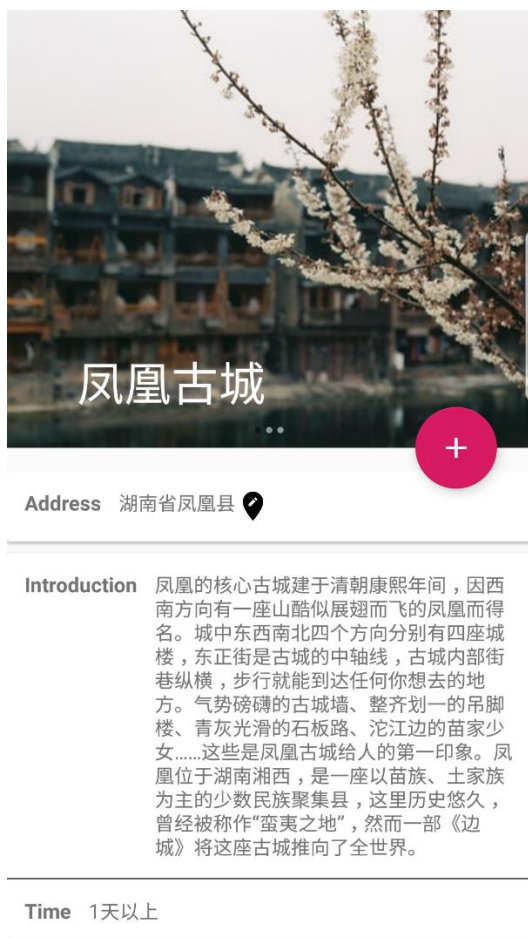 凤凰古城
Address 湖南省凤凰县
Introduction 凤凰的核心古城建于清朝康熙年间，因西
南方向有一座山酷似展翅而飞的凤凰而得
名。城中东西南北四个方向分别有四座城
楼，东正街是古城的中轴线，古城内部街
巷纵横，步行就能到达任何你想去的地
方。气势磅礴的古城墙、整齐划一的吊脚
楼、青灰光滑的石板路、沱江边的苗家少
女......这些是凤凰古城给人的第一印象。凤
凰位于湖南湘西，是一座以苗族、土家族
为主的少数民族聚集县，这里历史悠久，
曾经被称作“蛮夷之地”，然而一部《边
城》将这座古城推向了全世界。
Time 1天以上